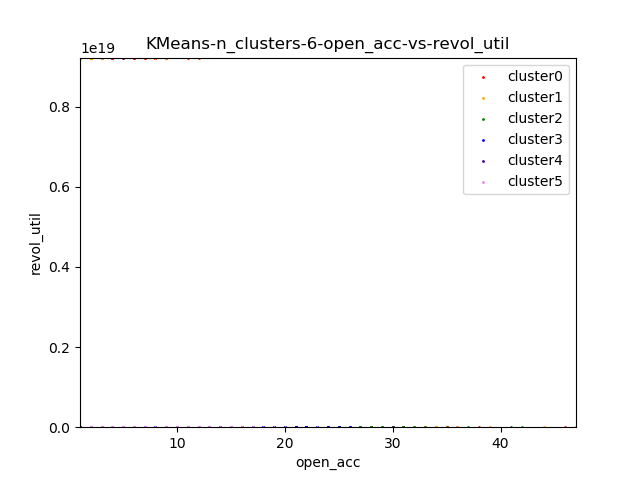 KMeans-n_clusters-6-open_acc-vs-revol_util
1e19
cluster0
cluster1
cluster2
cluster3
cluster4
cluster5
0.8
0.6
0.4
0.2
0.0
revol_util
10 20 30 40
open_acc